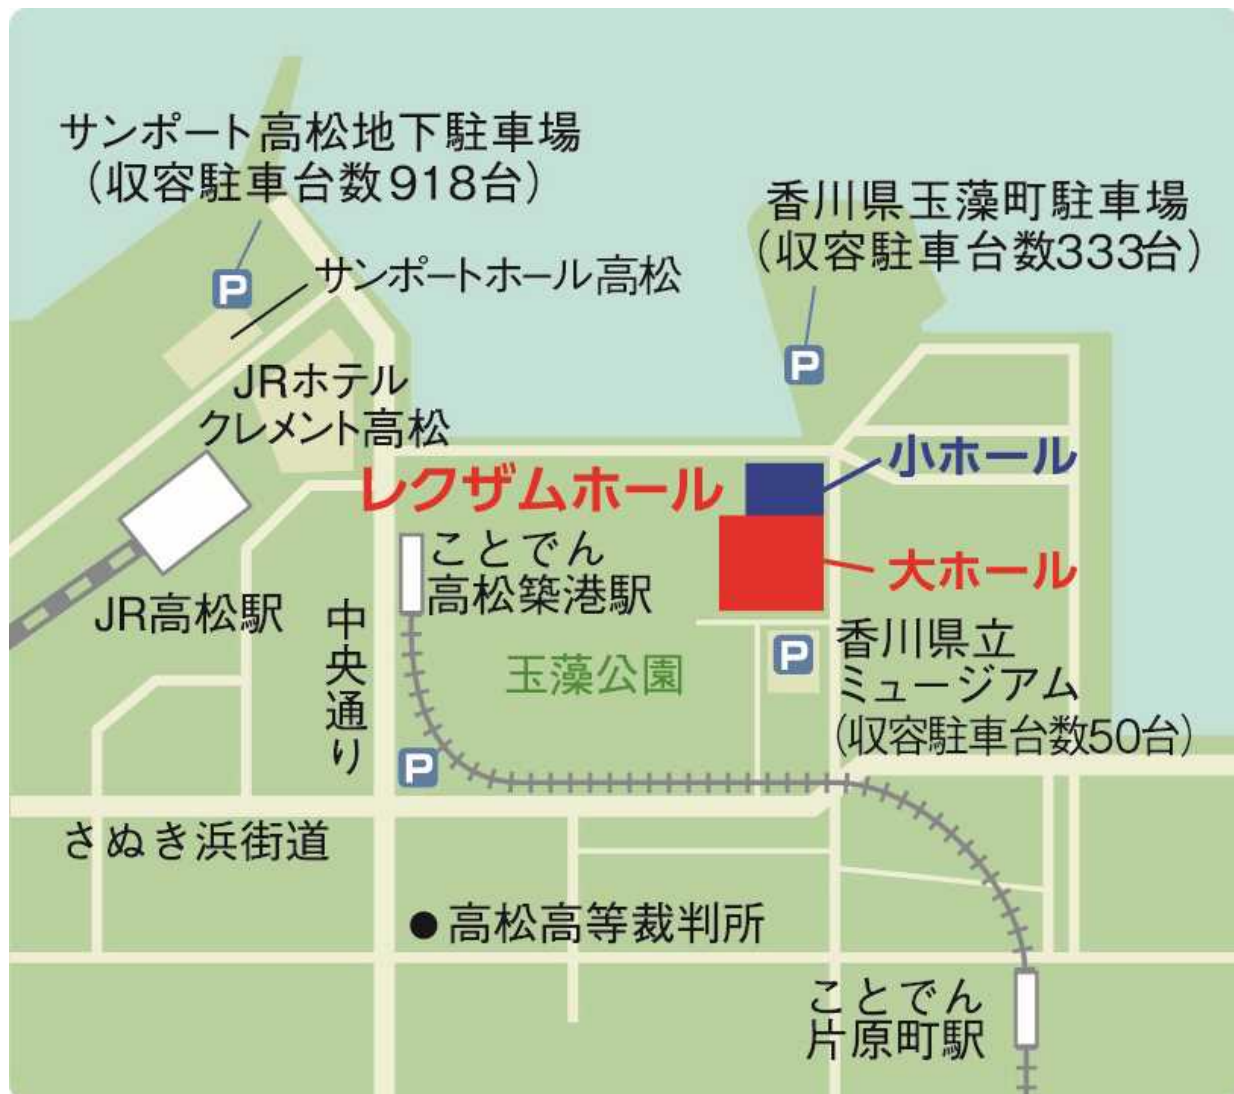 サンポート高松地下駐車場
(収容駐車台数918台)
香川県玉藻町駐車場
(収容駐車台数333台)
P
サンポートホール高松
P
JRホテル
クレメント高松
小ホール
レクザムホール
大ホール
ことでん
高松築港駅
JR高松駅
中央通り
香川県立
ミュージアム
(収容駐車台数50台)
P
玉藻公園
P
さぬき浜街道
高松高等裁判所
ことでん
片原町駅